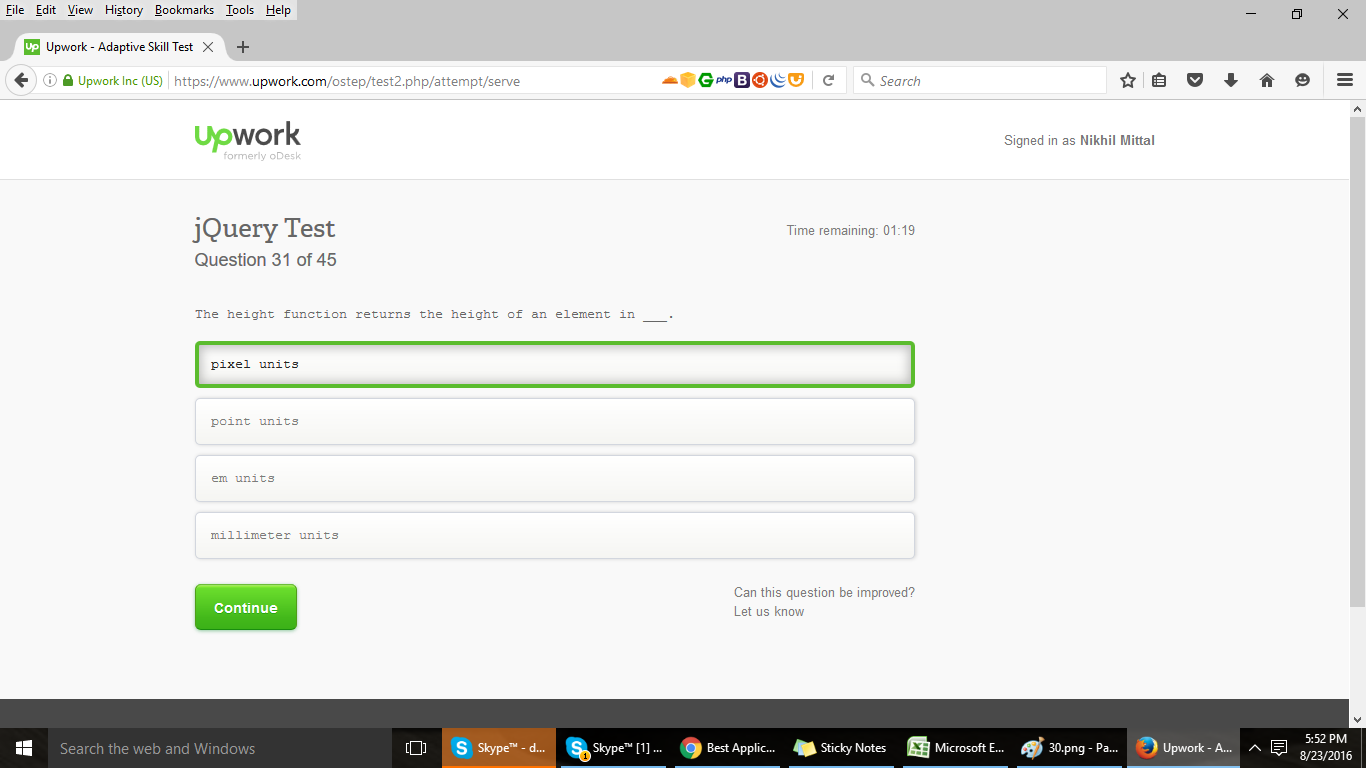 File Edit View History Bookmarks Tools Help
Up Upwork - Adaptive Skill Test
Upwork Inc (US) https://www.upwork.com/ostep/test2.php/attempt/serve php B Search
upwork
formerly oDesk
Signed in as Nikhil Mittal
jQuery Test
Time remaining: 01:19
Question 31 of 45
The height function returns the height of an element in ___.
pixel units
point units
em units
millimeter units
Continue
Can this question be improved?
Let us know
Search the web and Windows
Skype™ - d...
Skype™ [1] ...
Best Applic...
Sticky Notes
Microsoft E...
30.png - Pa...
Upwork - A...
5:52 PM
8/23/2016